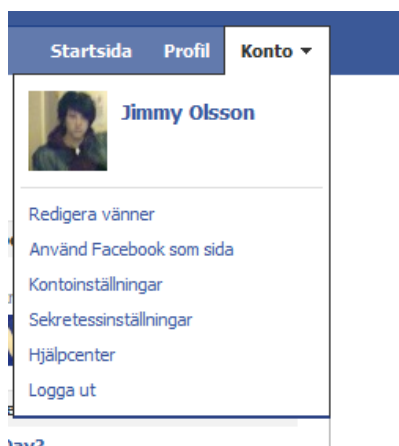 Startsida Profil Konto
Jimmy Olsson
Redigera vänner
Använd Facebook som sida
Kontoinställningar
Sekretessinställningar
Hjälpcenter
Logga ut